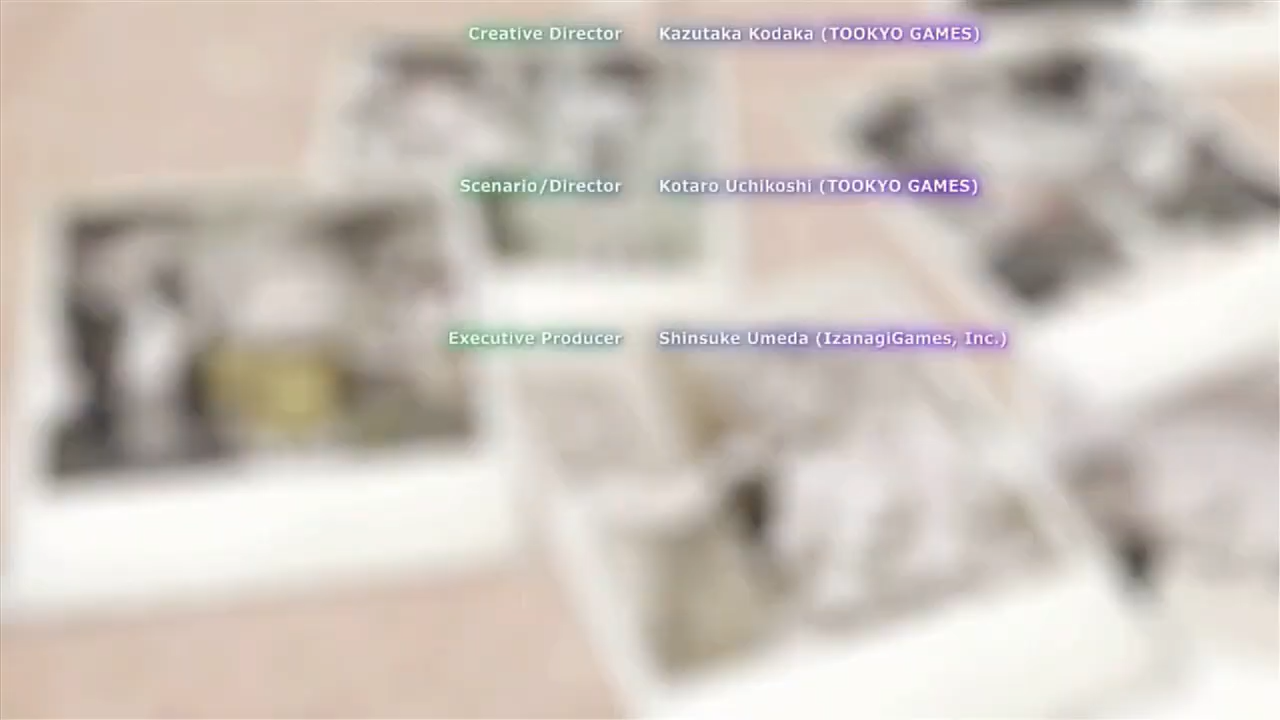 Creative Director Kazutaka Kodaka (TOOKYO GAMES)
Scenario/Director Kotaro Uchikoshi (TOOKYO GAMES)
Executive Producer Shinsuke Umeda (IzanagiGames, Inc.)